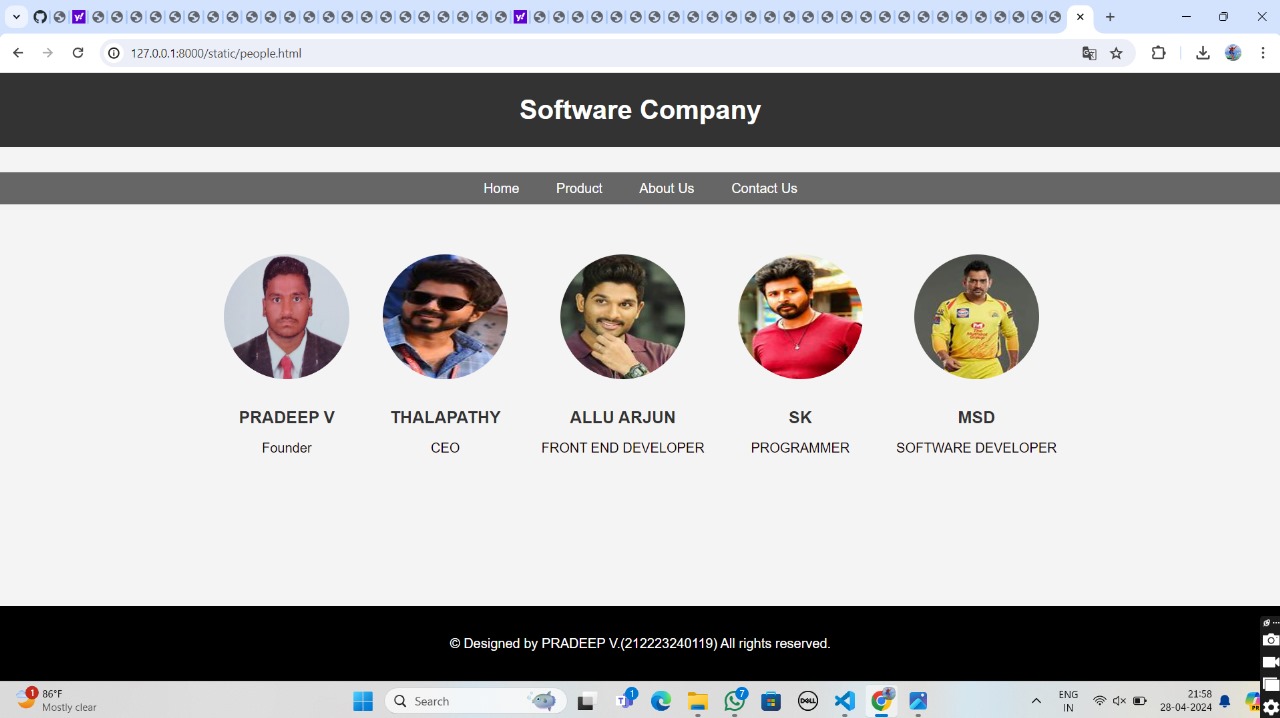 127.0.0.1:8000/static/people.html
Software Company
Home Product About Us Contact Us
PRADEEP V THALAPATHY ALLU ARJUN SK MSD
Founder CEO FRONT END DEVELOPER PROGRAMMER SOFTWARE DEVELOPER
© Designed by PRADEEP V.(212223240119) All rights reserved.
1 86°F
Mostly clear
Search
1
7
DELL
ENG
IN
21:58
28-04-2024